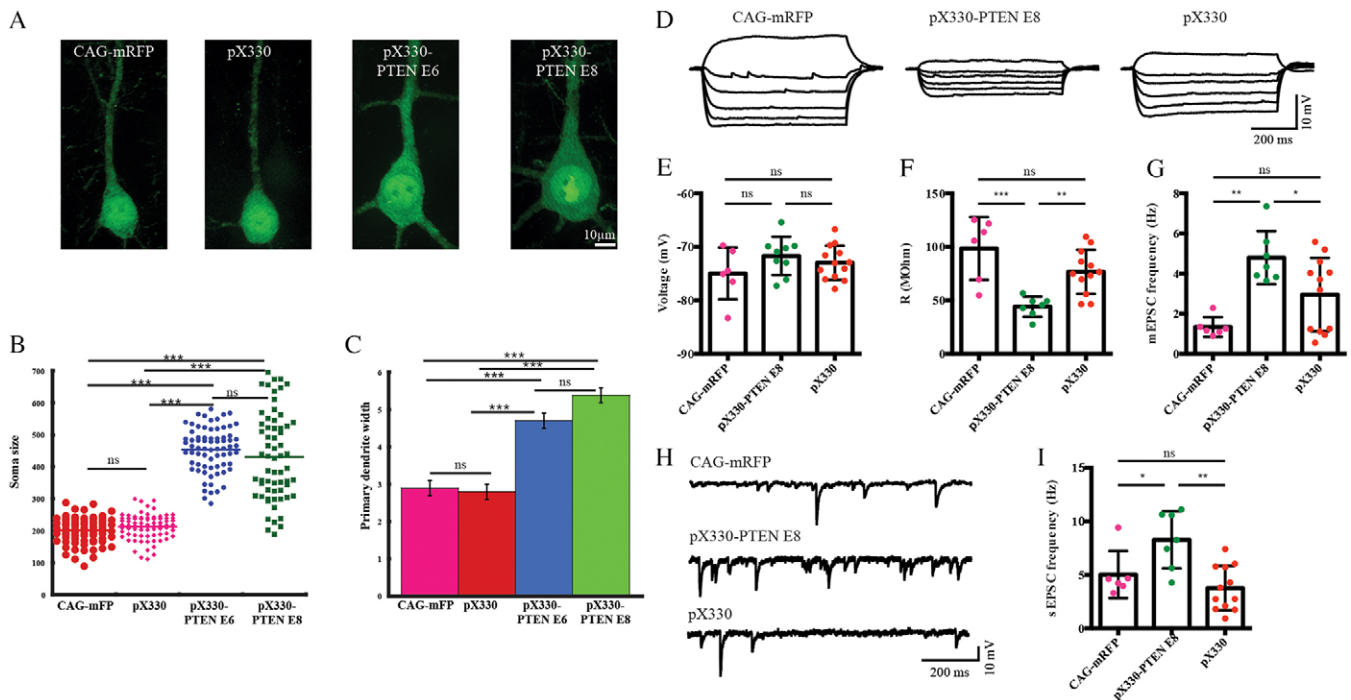 A
CAG-mRFP
pX330
pX330-
PTEN E6
pX330-
PTEN E8
10μm
B
Soma size
700
600
500
400
300
200
100
0
***
***
***
***
ns
ns
CAG-mFP
pX330
pX330-
PTEN E6
pX330-
PTEN E8
C
Primary dendrite width
6
5
4
3
2
1
0
***
***
***
ns
***
ns
CAG-mFP
pX330
pX330-
PTEN E6
pX330-
PTEN E8
D
CAG-mRFP
pX330-PTEN E8
pX330
10 mV
200 ms
E
Voltage (mV)
-60
-70
-80
-90
ns
ns
ns
CAG-mRFP
pX330-PTEN E8
pX330
F
R (MOhm)
150
100
50
0
ns
***
**
CAG-mRFP
pX330-PTEN E8
pX330
G
mEPSC frequency (Hz)
8
6
4
2
0
ns
**
*
CAG-mRFP
pX330-PTEN E8
pX330
H
CAG-mRFP
pX330-PTEN E8
pX330
200 ms
10 mV
I
sEPSC frequency (Hz)
15
10
5
0
ns
*
**
CAG-mRFP
pX330-PTEN E8
pX330